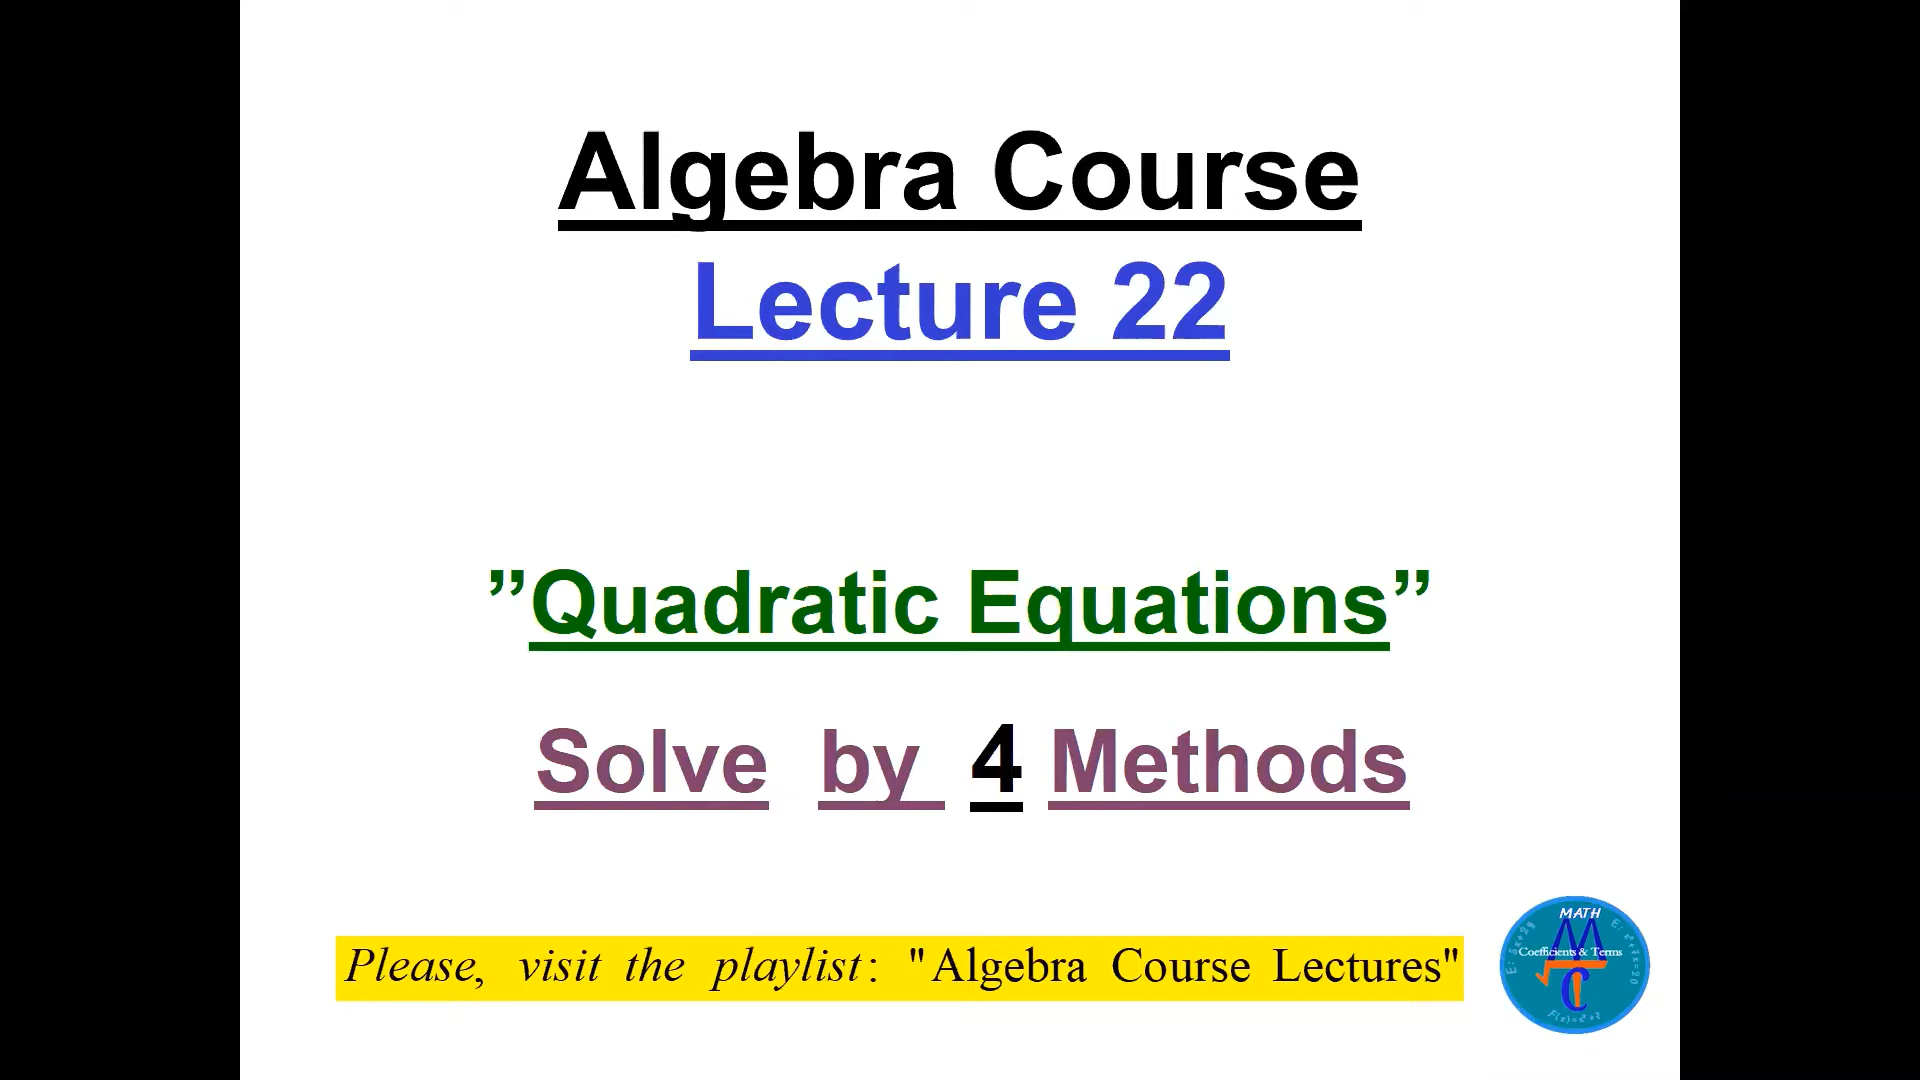 Algebra Course
Lecture 22
”Quadratic Equations”
Solve by 4 Methods
Please, visit the playlist: "Algebra Course Lectures"
MATH
Coefficients & Terms